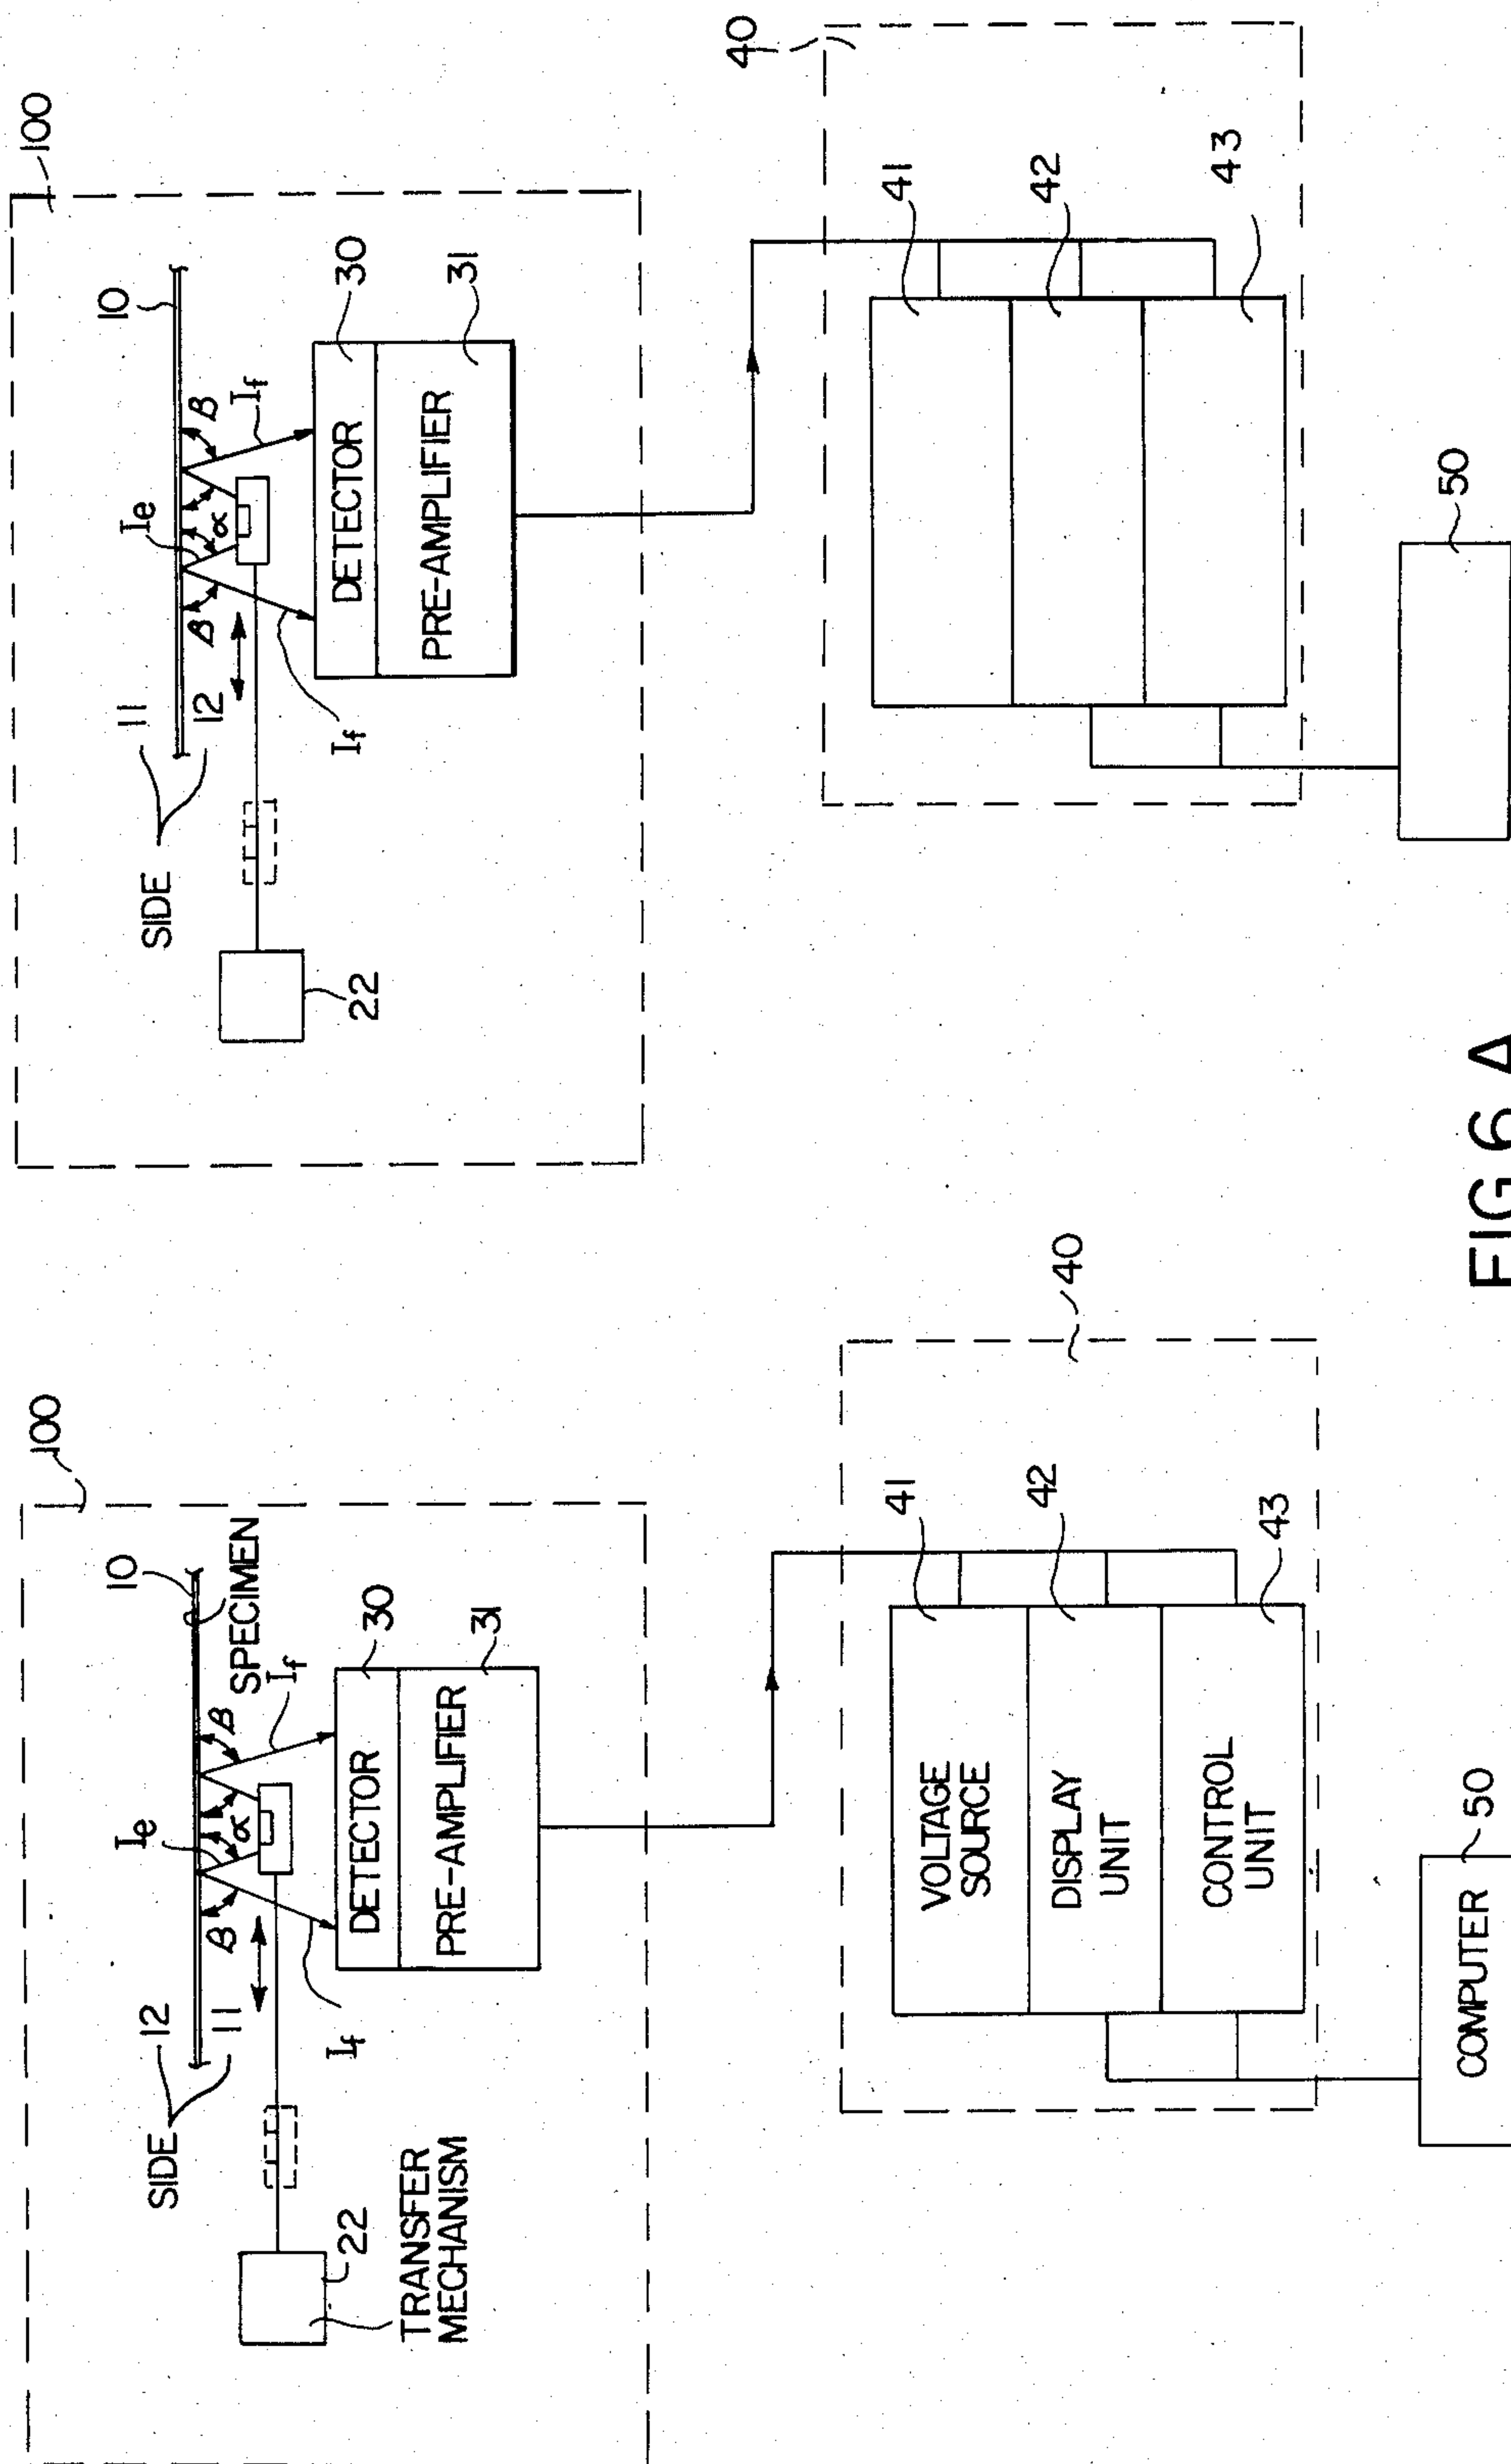 100
SIDE
12
11
10
SPECIMEN
Ie
α
β
β
If
If
22
TRANSFER
MECHANISM
DETECTOR
30
PRE-AMPLIFIER
31
40
VOLTAGE
SOURCE
41
DISPLAY
UNIT
42
CONTROL
UNIT
43
COMPUTER
50
100
SIDE
11
12
10
Ie
α
β
β
If
If
22
DETECTOR
30
PRE-AMPLIFIER
31
40
41
42
43
50
FIG 6 A